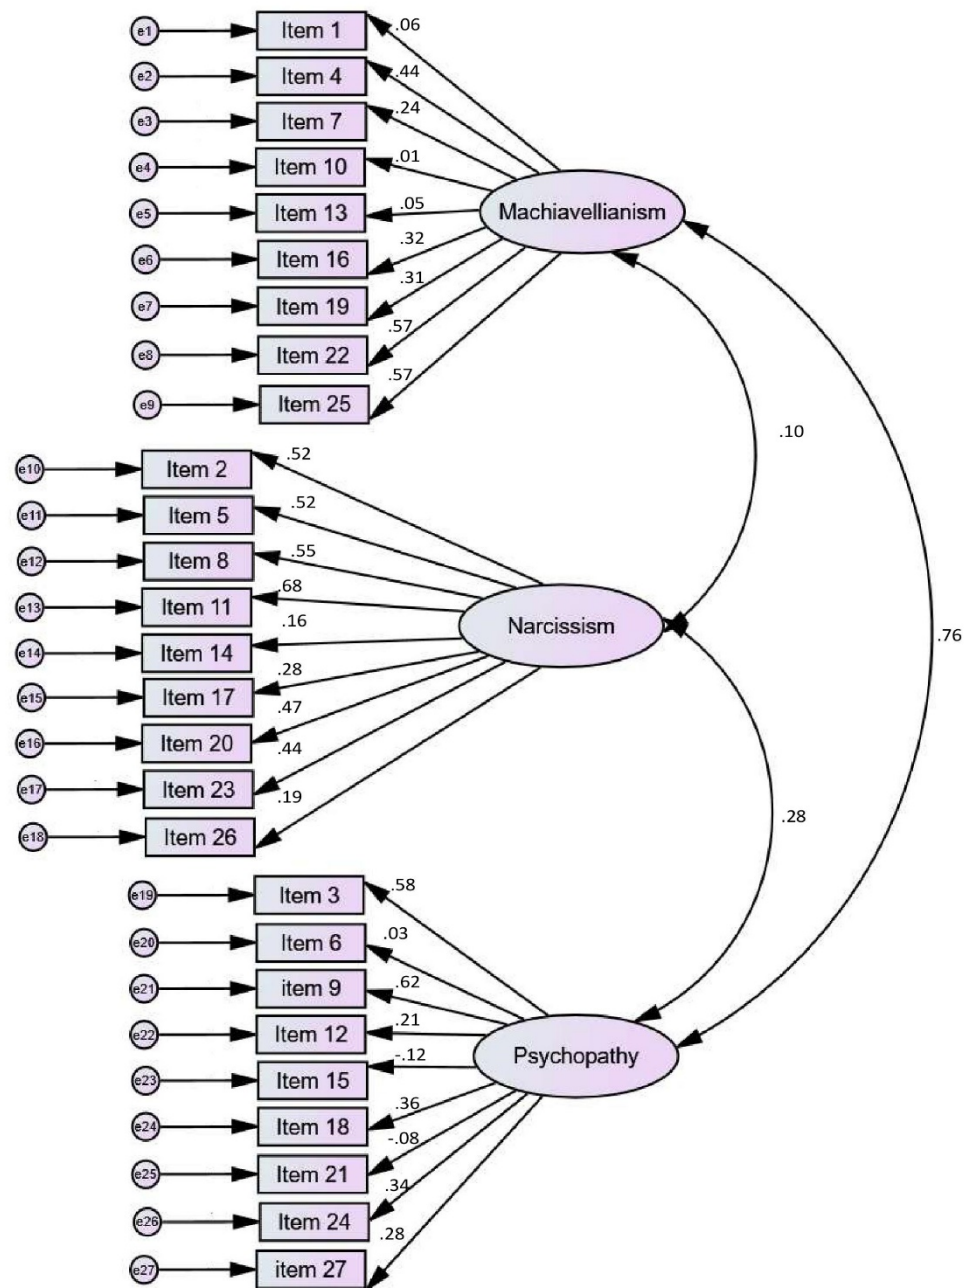 e1 Item 1 .06
e2 Item 4 .44
e3 Item 7 .24
e4 Item 10 .01
e5 Item 13 .05
e6 Item 16 .32
e7 Item 19 .31
e8 Item 22 .57
e9 Item 25 .57
Machiavellianism
.10
e10 Item 2 .52
e11 Item 5 .52
e12 Item 8 .55
e13 Item 11 .68
e14 Item 14 .16
e15 Item 17 .28
e16 Item 20 .47
e17 Item 23 .44
e18 Item 26 .19
Narcissism
.76
.28
e19 Item 3 .58
e20 Item 6 .03
e21 item 9 .62
e22 Item 12 .21
e23 Item 15 -.12
e24 Item 18 .36
e25 Item 21 -.08
e26 Item 24 .34
e27 item 27 .28
Psychopathy